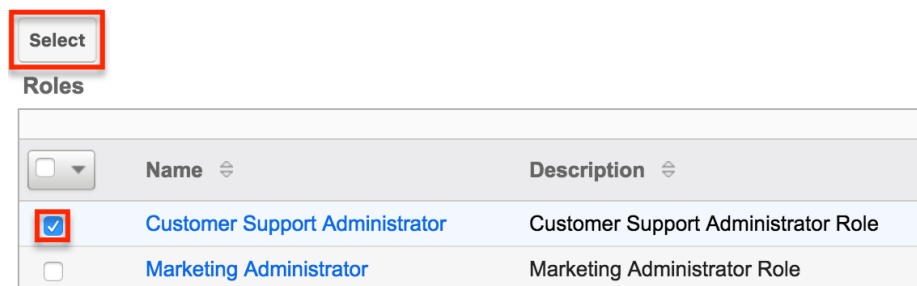 Select
Roles
Name Description
Customer Support Administrator Customer Support Administrator Role
Marketing Administrator Marketing Administrator Role